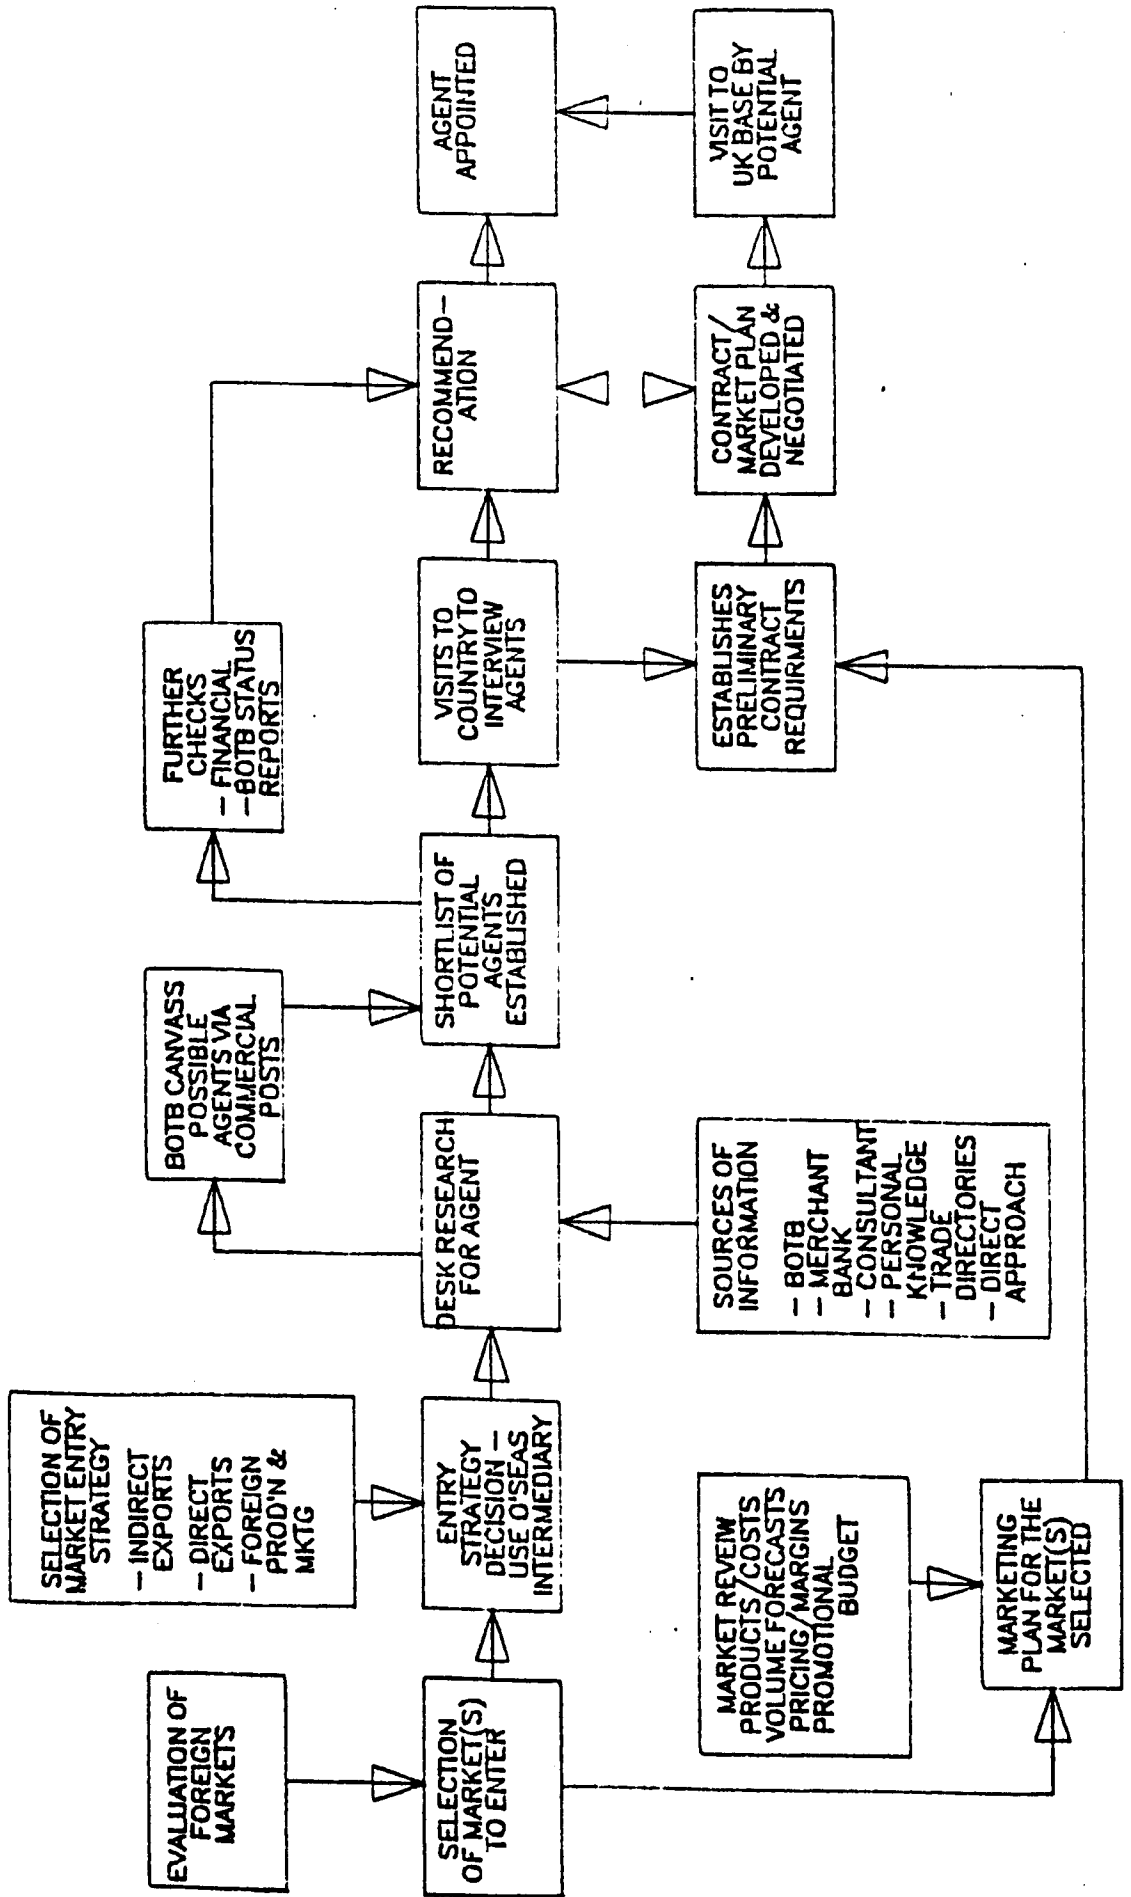 EVALUATION OF
FOREIGN
MARKETS
SELECTION
OF MARKET(S)
TO ENTER
SELECTION OF
MARKET ENTRY
STRATEGY
- INDIRECT
EXPORTS
- DIRECT
EXPORTS
- FOREIGN
PROD'N &
MKTG
ENTRY
STRATEGY
DECISION -
USE O'SEAS
INTERMEDIARY
MARKET REVEIW
PRODUCTS/COSTS
VOLUME FORECASTS
PRICING/MARGINS
PROMOTIONAL
BUDGET
MARKETING
PLAN FOR THE
MARKET(S)
SELECTED
DESK RESEARCH
FOR AGENT
SOURCES OF
INFORMATION
- BOTB
- MERCHANT
BANK
- CONSULTANT
- PERSONAL
KNOWLEDGE
- TRADE
DIRECTORIES
- DIRECT
APPROACH
BOTB CANVASS
POSSIBLE
AGENTS VIA
COMMERCIAL
POSTS
SHORTLIST OF
POTENTIAL
AGENTS
ESTABLISHED
FURTHER
CHECKS
- FINANCIAL
-BOTB STATUS
REPORTS
VISITS TO
COUNTRY TO
INTERVIEW
AGENTS
ESTABLISHES
PRELIMINARY
CONTRACT
REQUIRMENTS
RECOMMEND-
ATION
CONTRACT/
MARKET PLAN
DEVELOPED &
NEGOTIATED
AGENT
APPOINTED
VISIT TO
UK BASE BY
POTENTIAL
AGENT